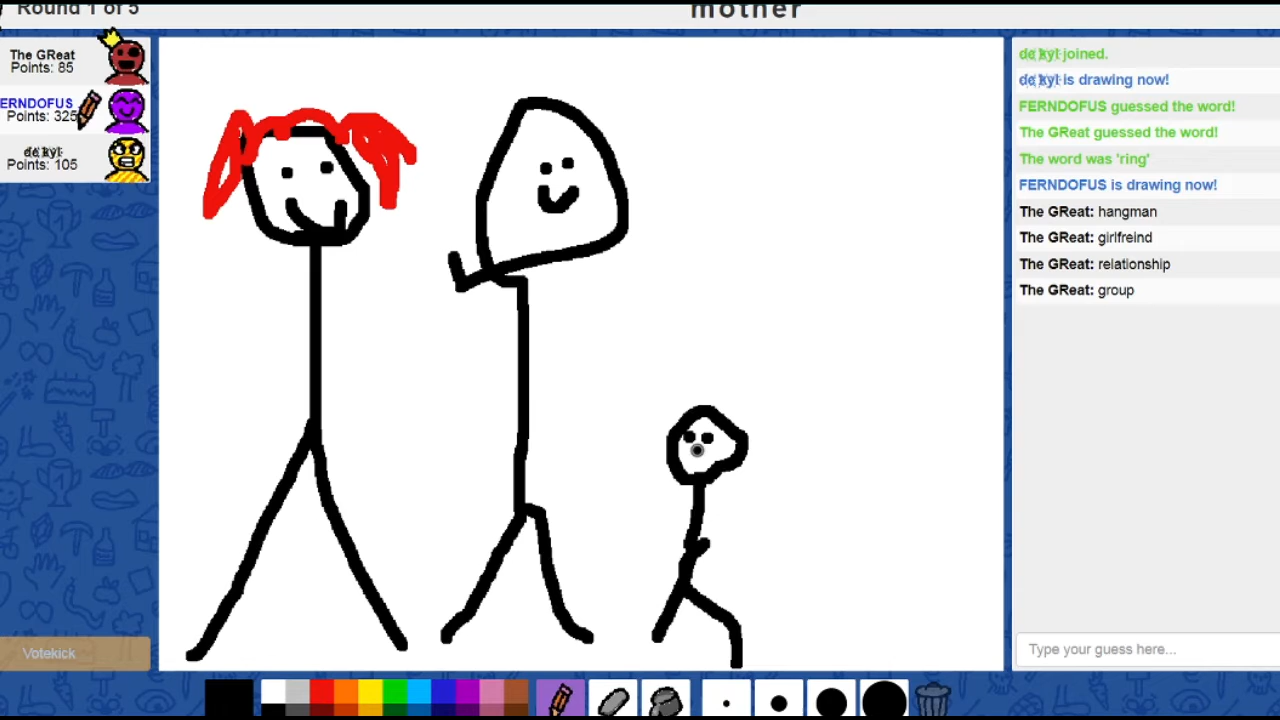 Round 1 of 5
mother
The GReat
Points: 85
ERNDOFUS
Points: 325
Points: 105
joined.
is drawing now!
FERNDOFUS guessed the word!
The GReat guessed the word!
The word was 'ring'
FERNDOFUS is drawing now!
The GReat: hangman
The GReat: girlfreind
The GReat: relationship
The GReat: group
Votekick
Type your guess here...